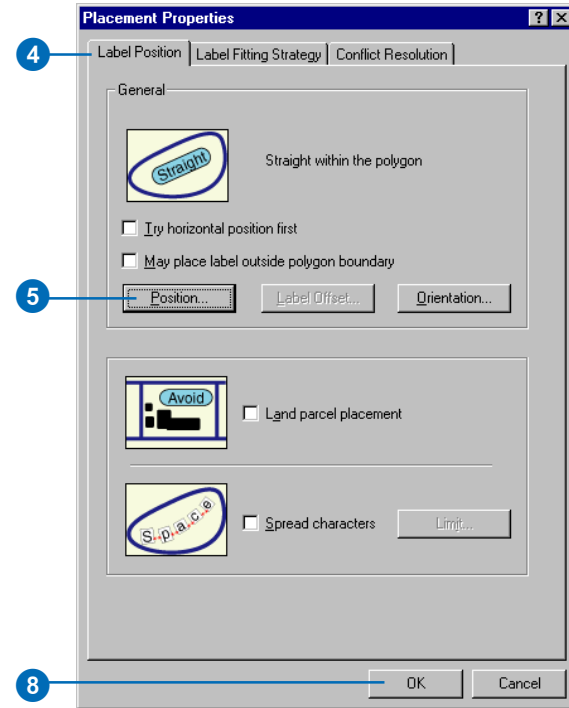 Placement Properties
4
Label Position
Label Fitting Strategy
Conflict Resolution
General
Straight
Straight within the polygon
Try horizontal position first
May place label outside polygon boundary
5
Position...
Label Offset...
Orientation...
Avoid
Land parcel placement
Space
Spread characters
Limit...
8
OK
Cancel